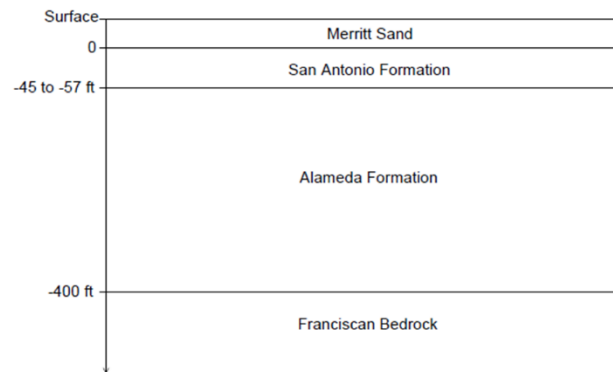 Surface
Merritt Sand
0
San Antonio Formation
-45 to -57 ft
Alameda Formation
-400 ft
Franciscan Bedrock